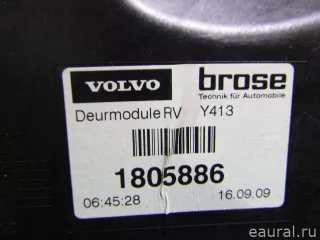 VOLVO brose
Technik für Automobile
Deurmodule RV Y413
1805886
06:45:28 16.09.09
eaural.ru